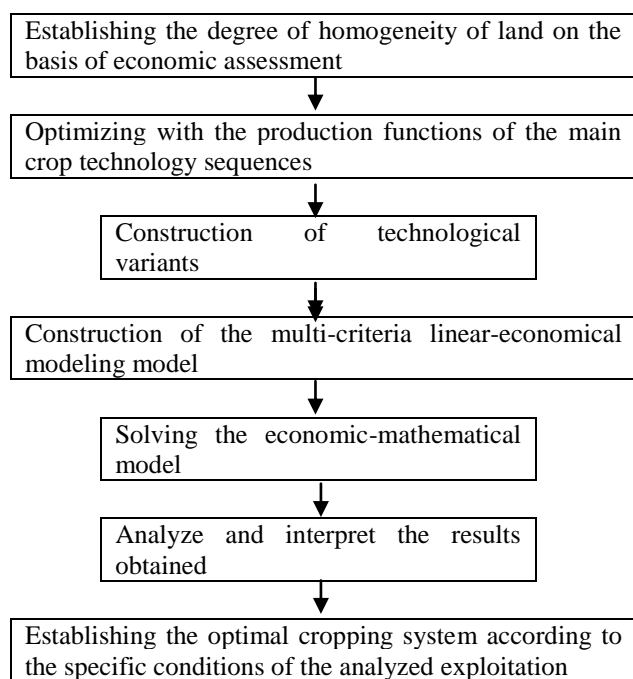 Establishing the degree of homogeneity of land on the
basis of economic assessment
Optimizing with the production functions of the main
crop technology sequences
Construction of technological
variants
Construction of the multi-criteria linear-economical
modeling model
Solving the economic-mathematical
model
Analyze and interpret the results
obtained
Establishing the optimal cropping system according to
the specific conditions of the analyzed exploitation